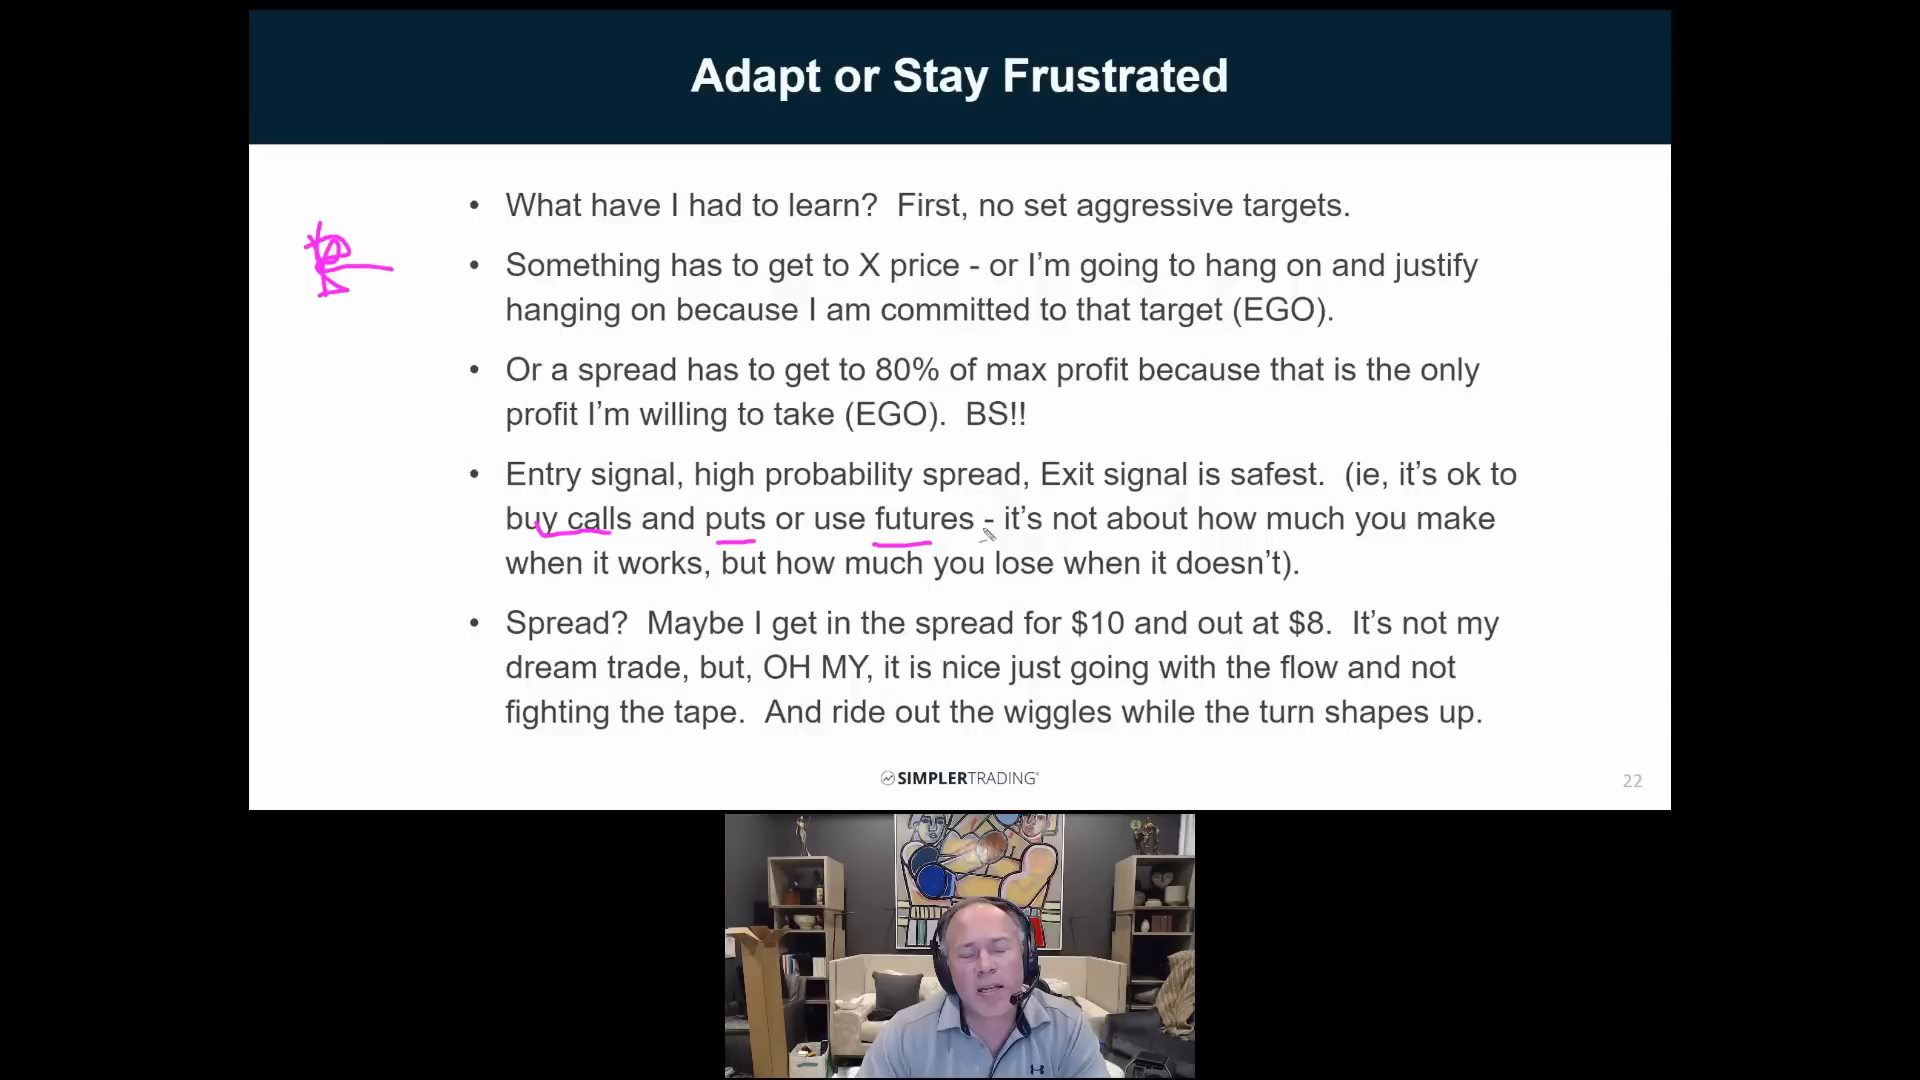 Adapt or Stay Frustrated
• What have I had to learn?  First, no set aggressive targets.
• Something has to get to X price - or I’m going to hang on and justify
hanging on because I am committed to that target (EGO).
• Or a spread has to get to 80% of max profit because that is the only
profit I’m willing to take (EGO).  BS!!
• Entry signal, high probability spread, Exit signal is safest.  (ie, it’s ok to
buy calls and puts or use futures - it’s not about how much you make
when it works, but how much you lose when it doesn’t).
• Spread?  Maybe I get in the spread for $10 and out at $8.  It’s not my
dream trade, but, OH MY, it is nice just going with the flow and not
fighting the tape.  And ride out the wiggles while the turn shapes up.
SIMPLERTRADING®
22